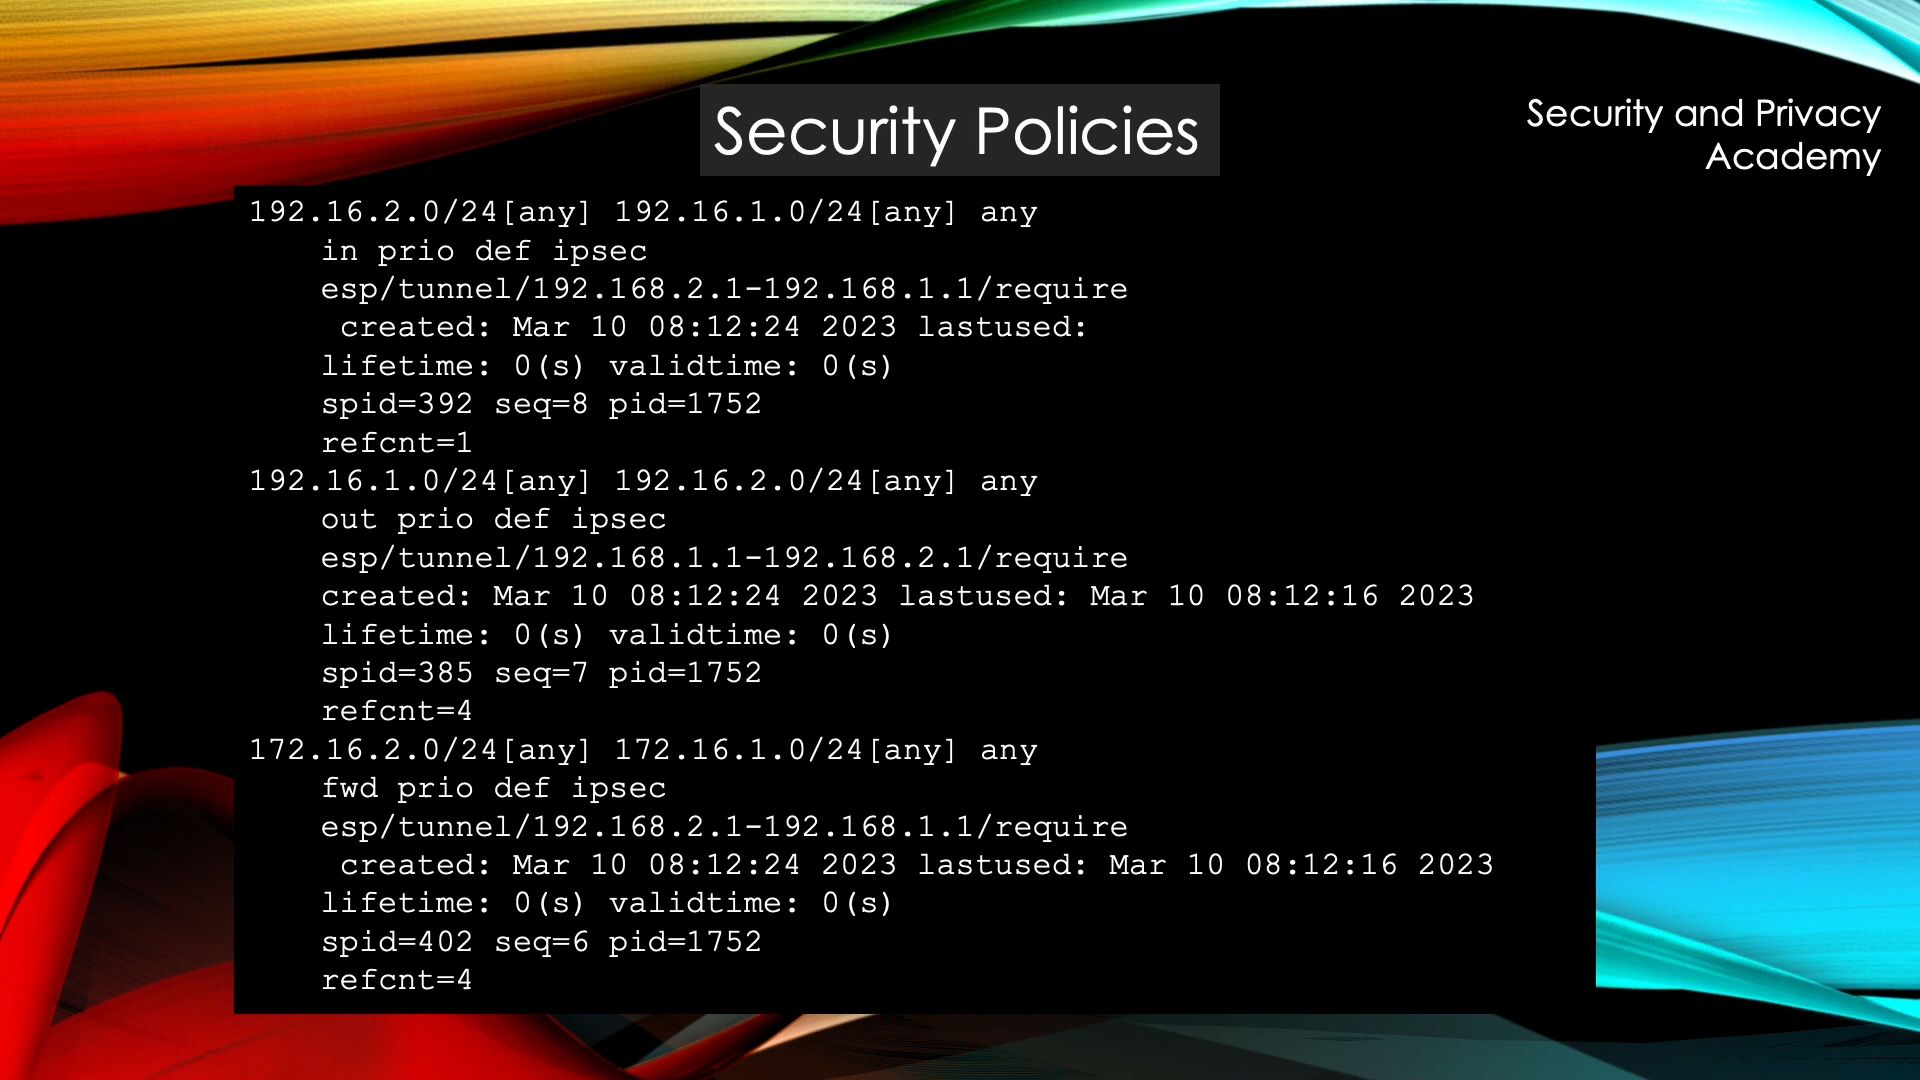 Security Policies
Security and Privacy
Academy
192.16.2.0/24[any] 192.16.1.0/24[any] any
in prio def ipsec
esp/tunnel/192.168.2.1-192.168.1.1/require
created: Mar 10 08:12:24 2023 lastused:
lifetime: 0(s) validtime: 0(s)
spid=392 seq=8 pid=1752
refcnt=1
192.16.1.0/24[any] 192.16.2.0/24[any] any
out prio def ipsec
esp/tunnel/192.168.1.1-192.168.2.1/require
created: Mar 10 08:12:24 2023 lastused: Mar 10 08:12:16 2023
lifetime: 0(s) validtime: 0(s)
spid=385 seq=7 pid=1752
refcnt=4
172.16.2.0/24[any] 172.16.1.0/24[any] any
fwd prio def ipsec
esp/tunnel/192.168.2.1-192.168.1.1/require
created: Mar 10 08:12:24 2023 lastused: Mar 10 08:12:16 2023
lifetime: 0(s) validtime: 0(s)
spid=402 seq=6 pid=1752
refcnt=4